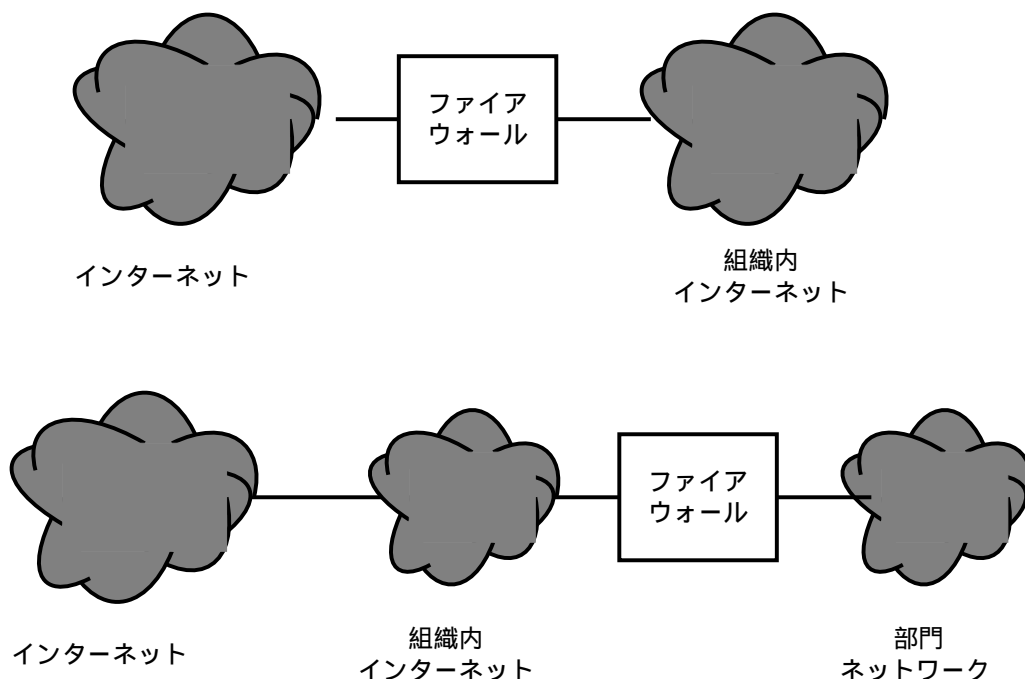 ファイア
ウォール
インターネット
組織内
インターネット
ファイア
ウォール
インターネット
組織内
インターネット
部門
ネットワーク